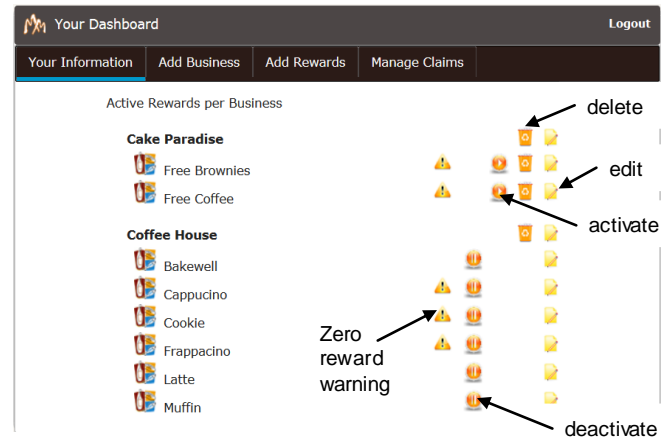 Your Dashboard
Logout
Your Information
Add Business
Add Rewards
Manage Claims
Active Rewards per Business
delete
Cake Paradise
Free Brownies
edit
Free Coffee
activate
Coffee House
Bakewell
Cappucino
Cookie
Zero
reward
warning
Frappacino
Latte
Muffin
deactivate